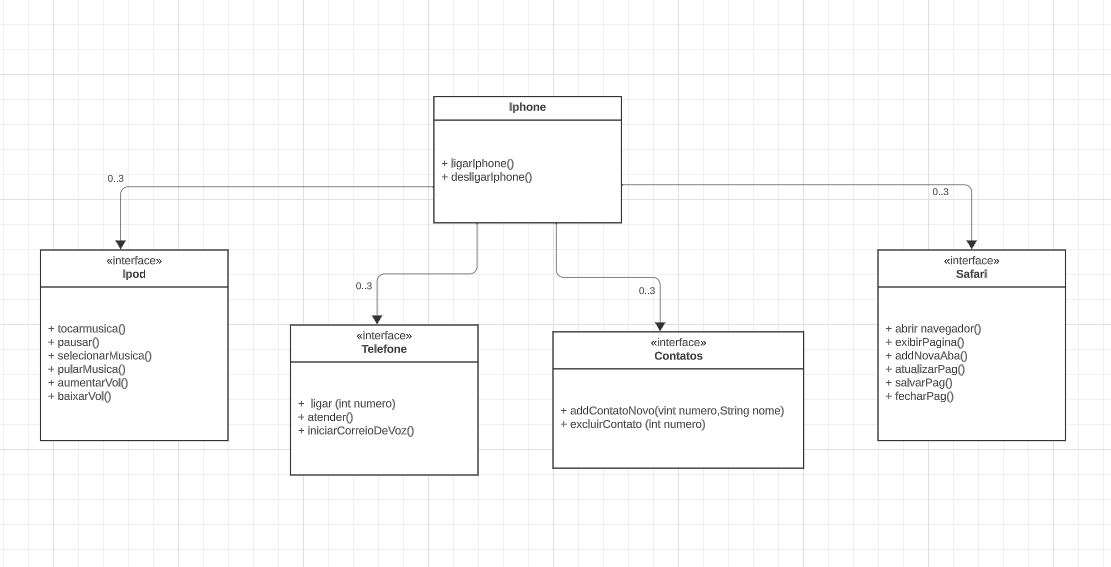 Iphone
+ ligarIphone()
+ desligarIphone()
0..3
0..3
0..3
0..3
«interface»
Ipod
+ tocarmusica()
+ pausar()
+ selecionarMusica()
+ pularMusica()
+ aumentarVol()
+ baixarVol()
«interface»
Telefone
+ ligar (int numero)
+ atender()
+ iniciarCorreioDeVoz()
«interface»
Contatos
+ addContatoNovo(vint numero,String nome)
+ excluirContato (int numero)
«interface»
Safari
+ abrir navegador()
+ exibirPagina()
+ addNovaAba()
+ atualizarPag()
+ salvarPag()
+ fecharPag()